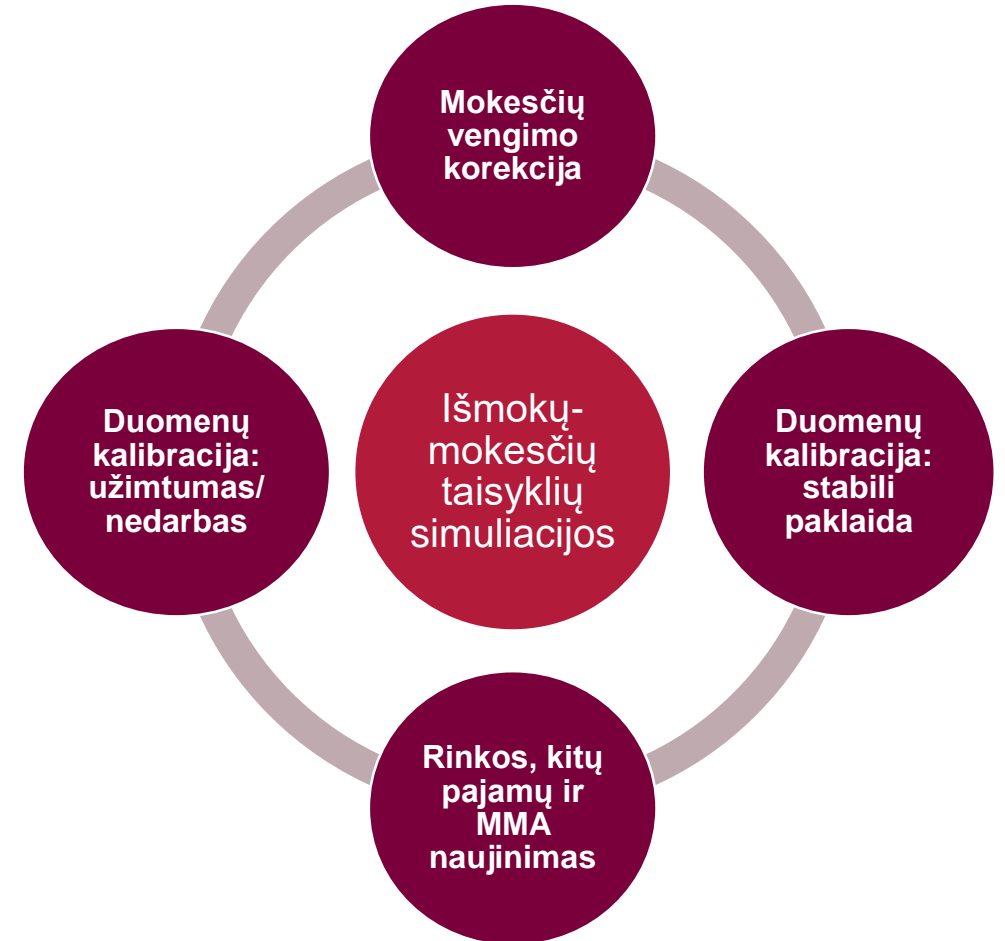 Mokesčių
vengimo
korekcija
Duomenų
kalibracija:
užimtumas/
nedarbas
Išmokų-
mokesčių
taisyklių
simuliacijos
Duomenų
kalibracija:
stabili
paklaida
Rinkos, kitų
pajamų ir
MMA
naujinimas